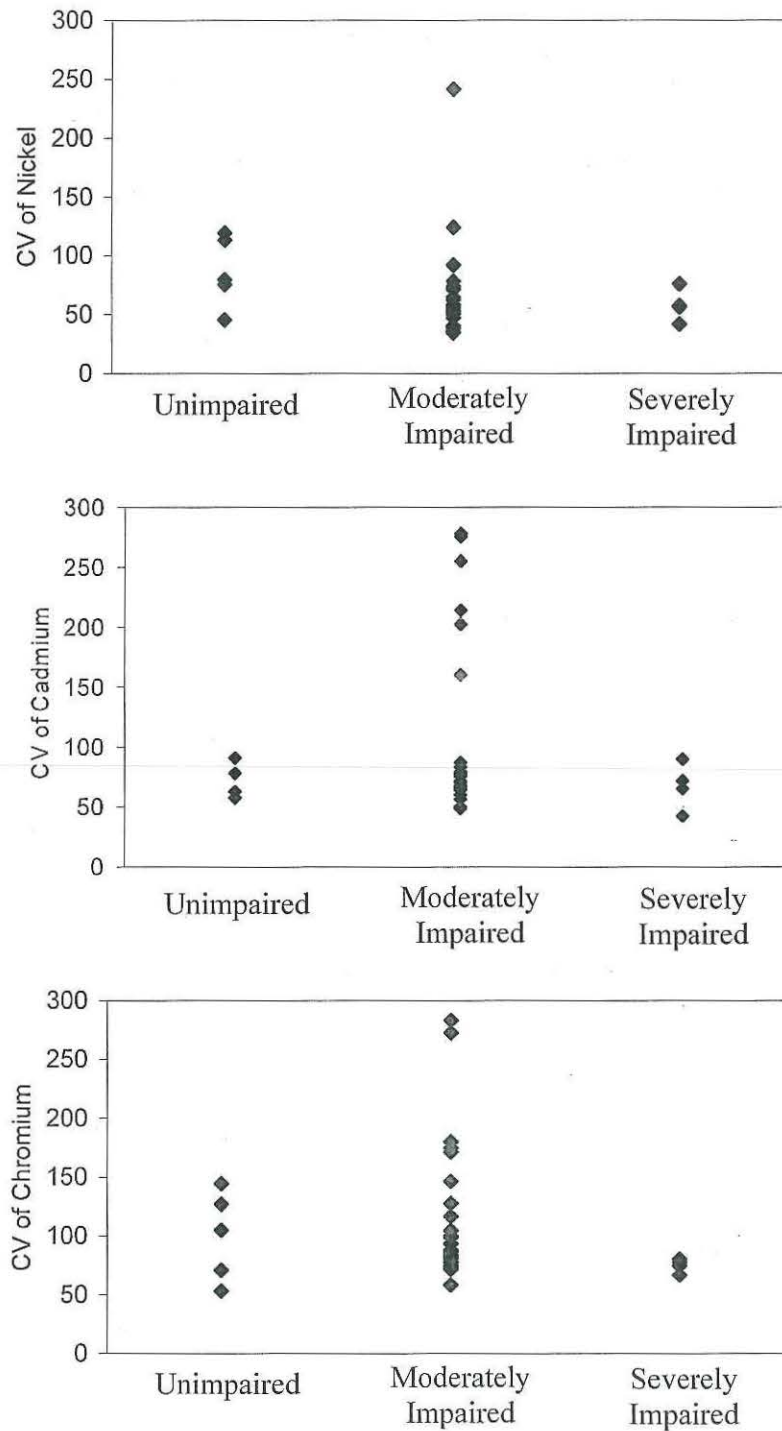 300
250
200
150
100
50
0
CV of Nickel
Unimpaired
Moderately
Impaired
Severely
Impaired
300
250
200
150
100
50
0
CV of Cadmium
Unimpaired
Moderately
Impaired
Severely
Impaired
300
250
200
150
100
50
0
CV of Chromium
Unimpaired
Moderately
Impaired
Severely
Impaired